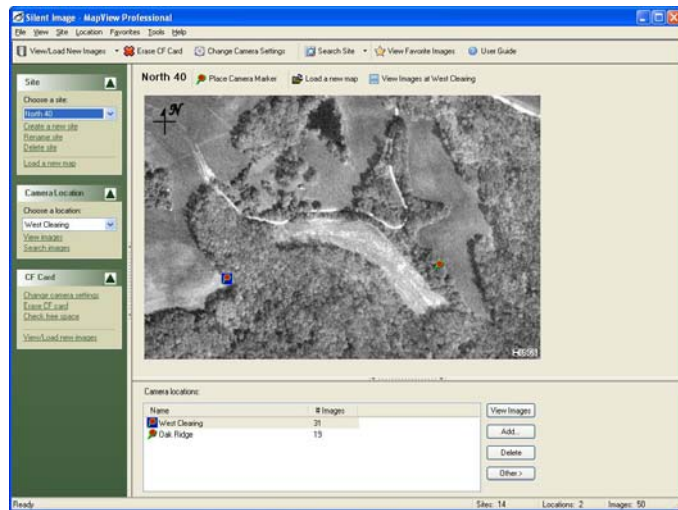 Silent Image - MapView Professional
File View Site Location Favorites Tools Help
View/Load New Images Erase CF Card Change Camera Settings Search Site View Favorite Images User Guide
Site
Choose a site:
North 40
Create a new site
Rename site
Delete site
Load a new map
Camera Location
Choose a location:
West Clearing
View images
Search images
CF Card
Change camera settings
Erase CF card
Check free space
View/Load new images
North 40 Place Camera Marker Load a new map View Images at West Clearing
N
Camera locations:
Name # Images
West Clearing 31
Oak Ridge 19
View Images
Add...
Delete
Other >
Ready Sites: 14 Locations: 2 Images: 50